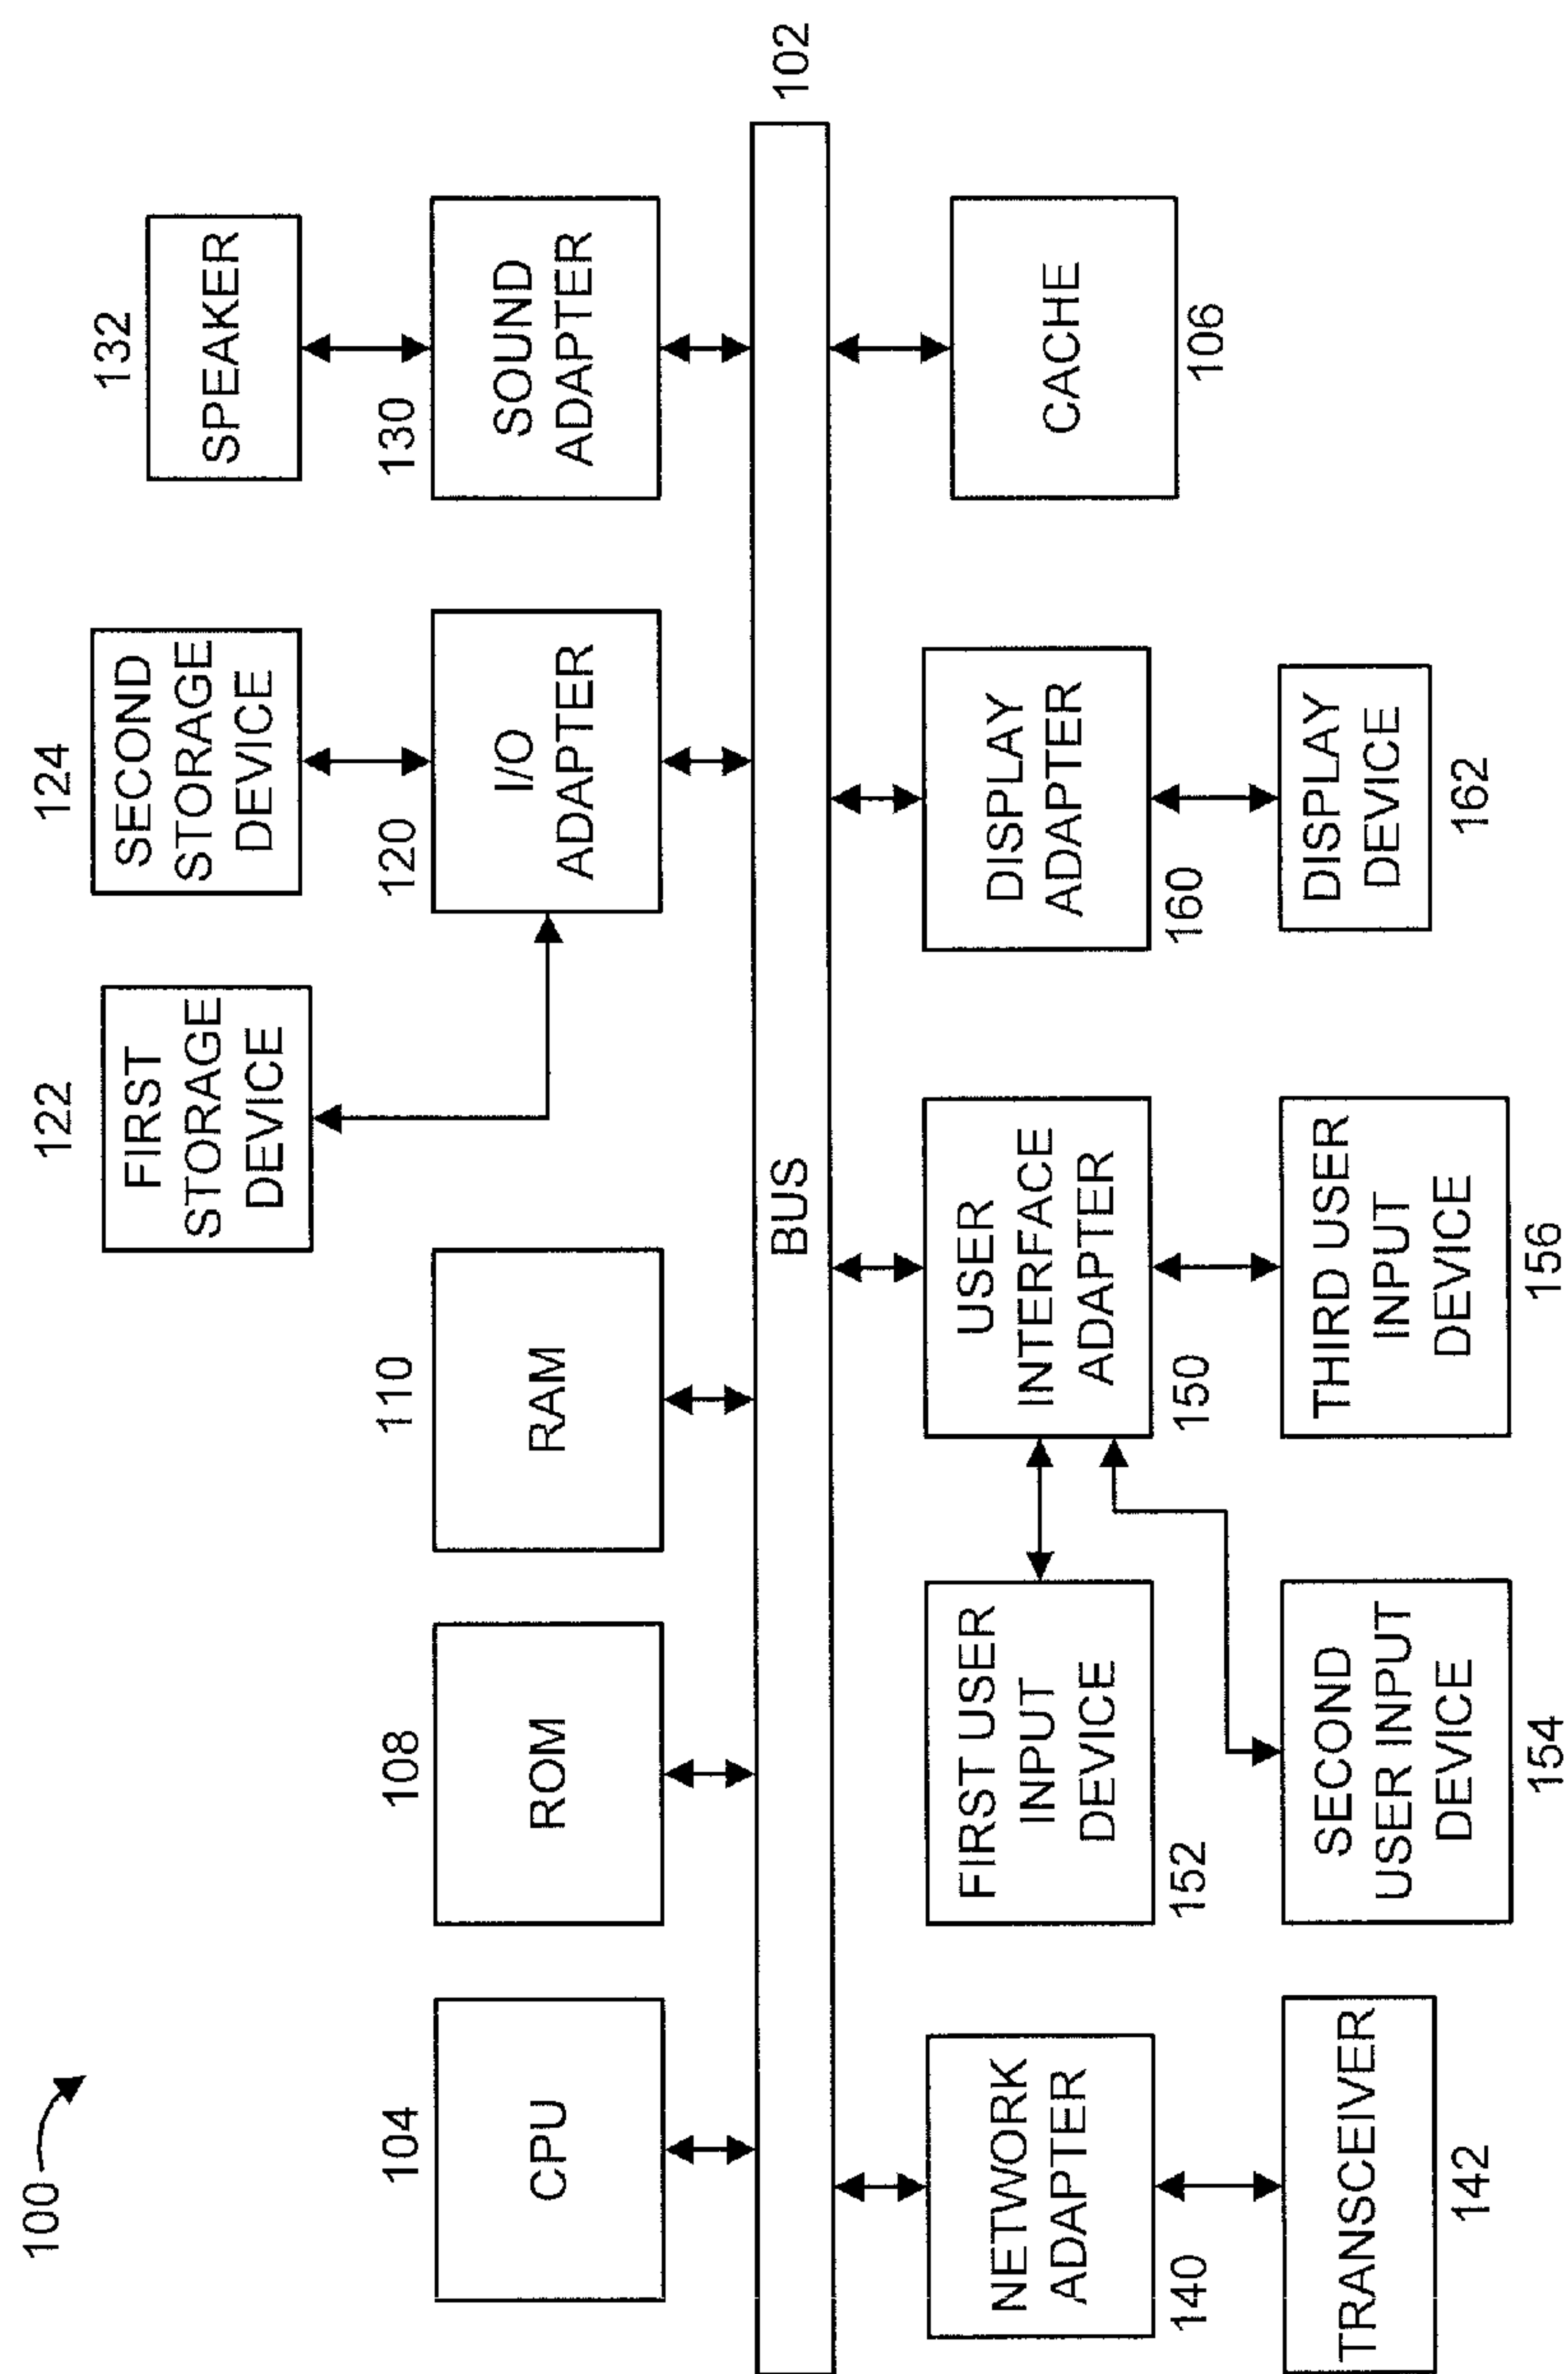 100
104
CPU
108
ROM
110
RAM
122
FIRST
STORAGE
DEVICE
124
SECOND
STORAGE
DEVICE
120
I/O
ADAPTER
132
SPEAKER
130
SOUND
ADAPTER
BUS
102
NETWORK
ADAPTER
140
TRANSCEIVER
142
FIRST USER
INPUT
DEVICE
152
SECOND
USER INPUT
DEVICE
154
USER
INTERFACE
ADAPTER
150
THIRD USER
INPUT
DEVICE
156
DISPLAY
ADAPTER
160
DISPLAY
DEVICE
162
CACHE
106